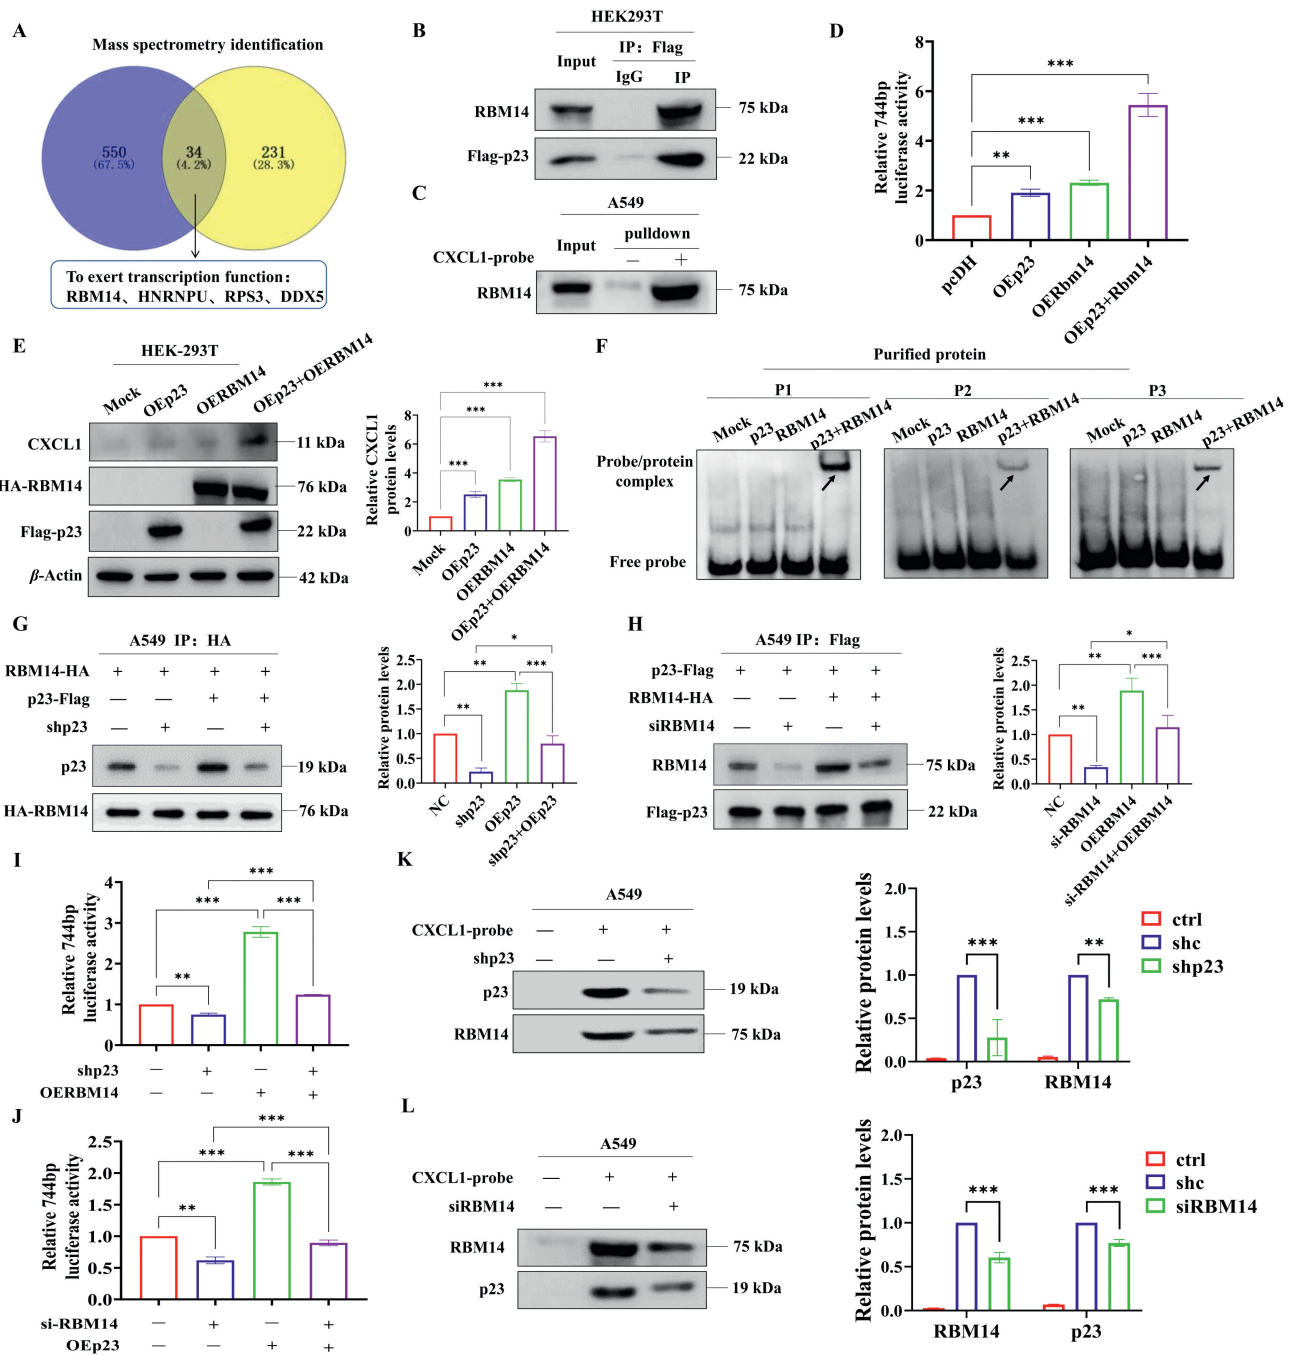 A
Mass spectrometry identification
550
(67.5%)
34
(4.2%)
231
(28.3%)
To exert transcription function:
RBM14、HNRNPU、RPS3、DDX5
B
HEK293T
Input
IP: Flag
IgG
IP
RBM14
75 kDa
Flag-p23
22 kDa
C
A549
Input
pulldown
CXCL1-probe
—
+
RBM14
75 kDa
D
Relative 744bp
luciferase activity
8
6
4
2
0
**
***
***
pcDH
OEp23
OERbm14
OEp23+Rbm14
E
HEK-293T
Mock
OEp23
OERBM14
OEp23+OERBM14
CXCL1
11 kDa
HA-RBM14
76 kDa
Flag-p23
22 kDa
β-Actin
42 kDa
Relative CXCL1
protein levels
8
6
4
2
0
***
***
***
Mock
OEp23
OERBM14
OEp23+OERBM14
F
Purified protein
P1
P2
P3
Mock
p23
RBM14
p23+RBM14
Mock
p23
RBM14
p23+RBM14
Mock
p23
RBM14
p23+RBM14
Probe/protein
complex
Free probe
G
A549 IP: HA
RBM14-HA + + + +
p23-Flag — — + +
shp23 — + — +
p23
19 kDa
HA-RBM14
76 kDa
Relative protein levels
2.5
2.0
1.5
1.0
0.5
0.0
*
**
***
**
NC
shp23
OEp23
shp23+OEp23
H
A549 IP: Flag
p23-Flag + + + +
RBM14-HA — — + +
siRBM14 — + — +
RBM14
75 kDa
Flag-p23
22 kDa
Relative protein levels
2.5
2.0
1.5
1.0
0.5
0.0
*
**
***
**
NC
si-RBM14
OERBM14
si-RBM14+OERBM14
I
Relative 744bp
luciferase activity
4
3
2
1
0
***
***
***
**
shp23 — + — +
OERBM14 — — + +
J
Relative 744bp
luciferase activity
2.5
2.0
1.5
1.0
0.5
0.0
***
***
***
**
si-RBM14 — + — +
OEp23 — — + +
K
A549
CXCL1-probe — + +
shp23 — — +
p23
19 kDa
RBM14
75 kDa
Relative protein levels
2.0
1.5
1.0
0.5
0.0
***
**
p23
RBM14
ctrl
shc
shp23
L
A549
CXCL1-probe — + +
siRBM14 — — +
RBM14
75 kDa
p23
19 kDa
Relative protein levels
2.0
1.5
1.0
0.5
0.0
***
***
RBM14
p23
ctrl
shc
siRBM14